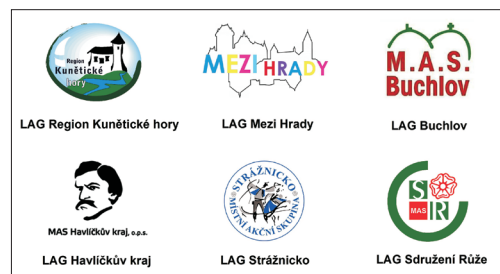 Region
Kunětické
hory
LAG Region Kunětické hory
MEZI HRADY
LAG Mezi Hrady
M.A.S.
Buchlov
LAG Buchlov
MAS Havlíčkův kraj, o.p.s.
LAG Havlíčkův kraj
STRÁŽNICKO
MÍSTNÍ AKČNÍ SKUPINA
LAG Strážnicko
S
MAS
R
LAG Sdružení Růže